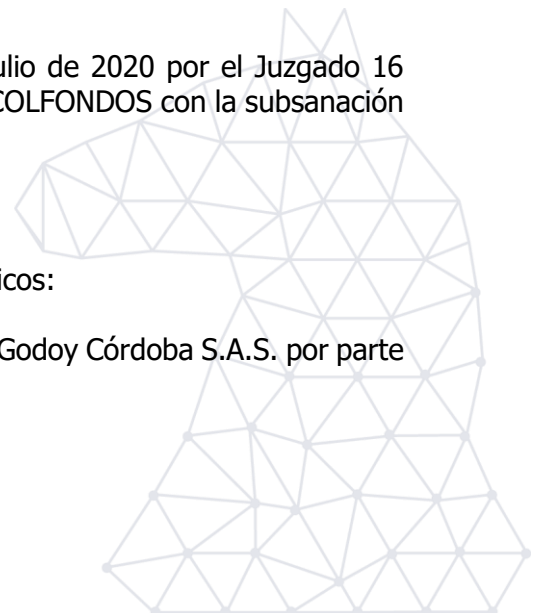 ulio de 2020 por el Juzgado 16
COLFONDOS con la subsanación
icos:
Godoy Córdoba S.A.S. por parte